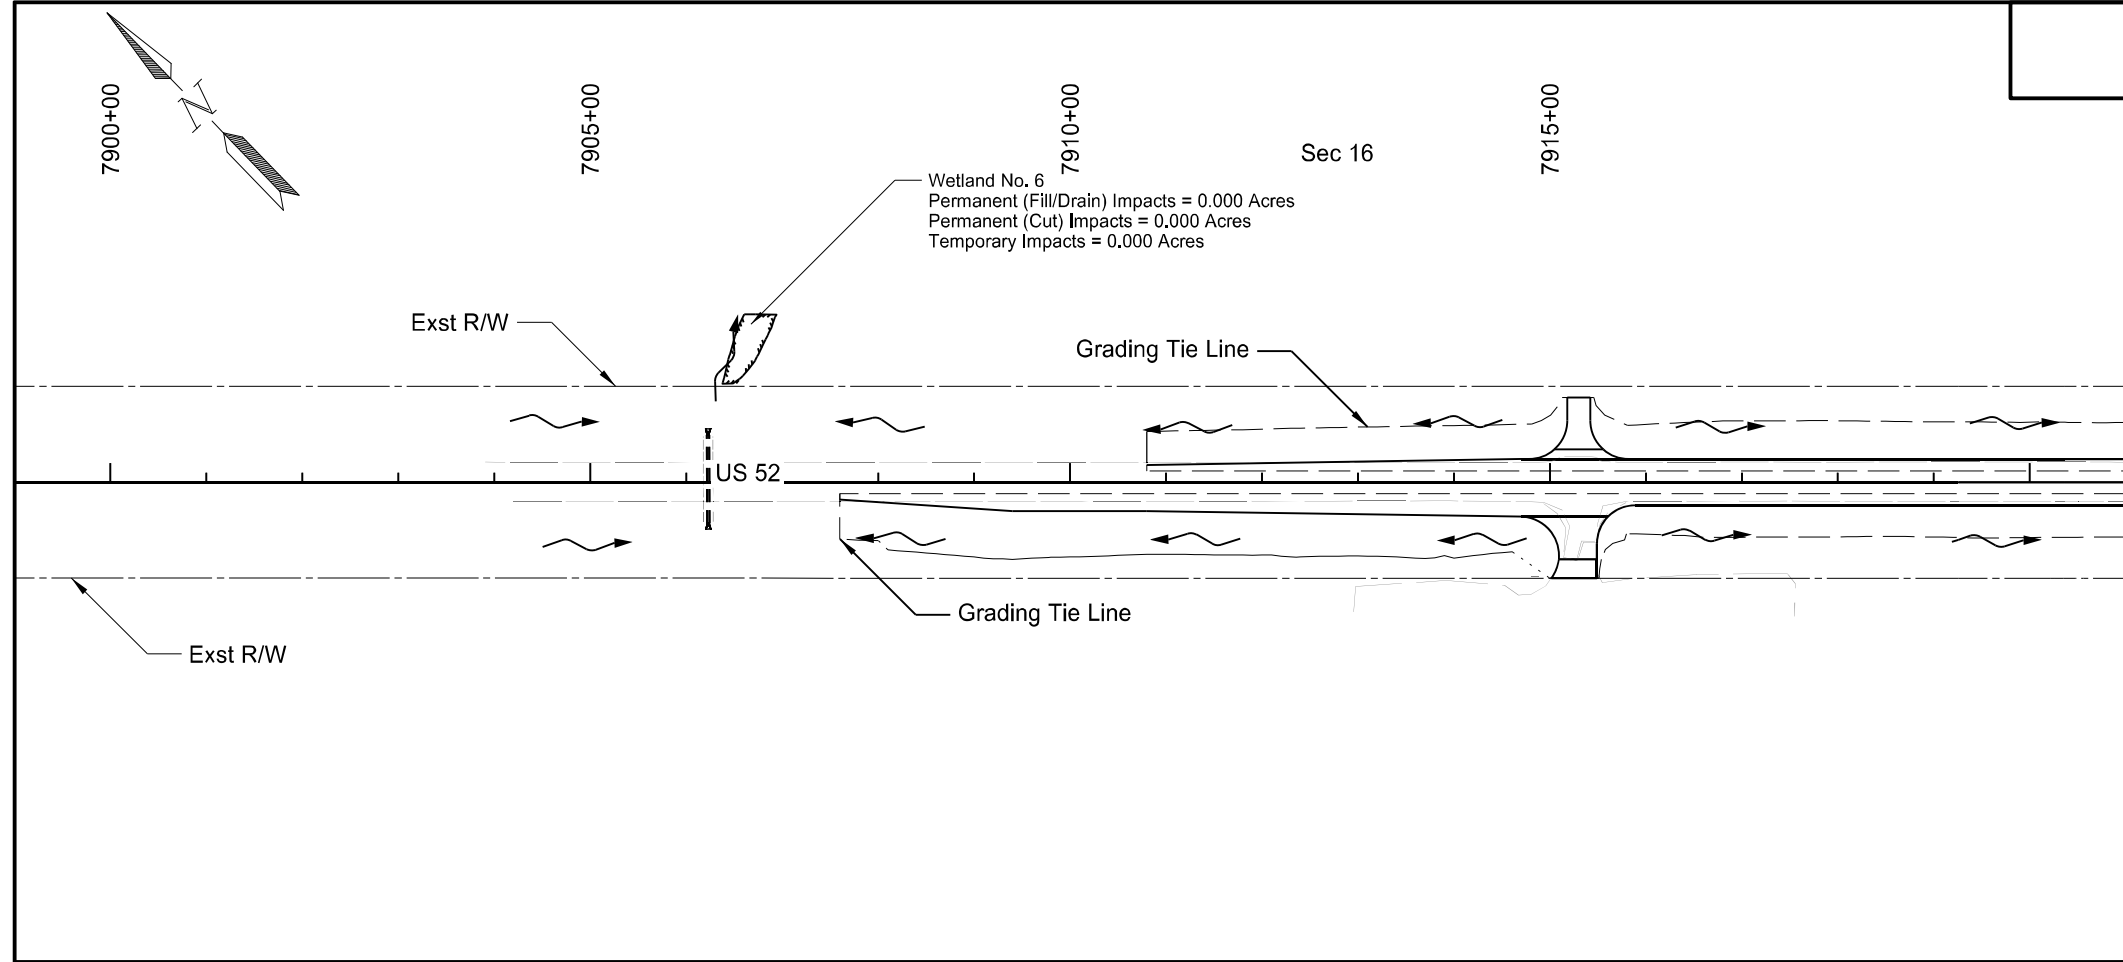 N
7900+00
7905+00
7910+00
7915+00
Sec 16
Wetland No. 6
Permanent (Fill/Drain) Impacts = 0.000 Acres
Permanent (Cut) Impacts = 0.000 Acres
Temporary Impacts = 0.000 Acres
Exst R/W
Grading Tie Line
US 52
Grading Tie Line
Exst R/W